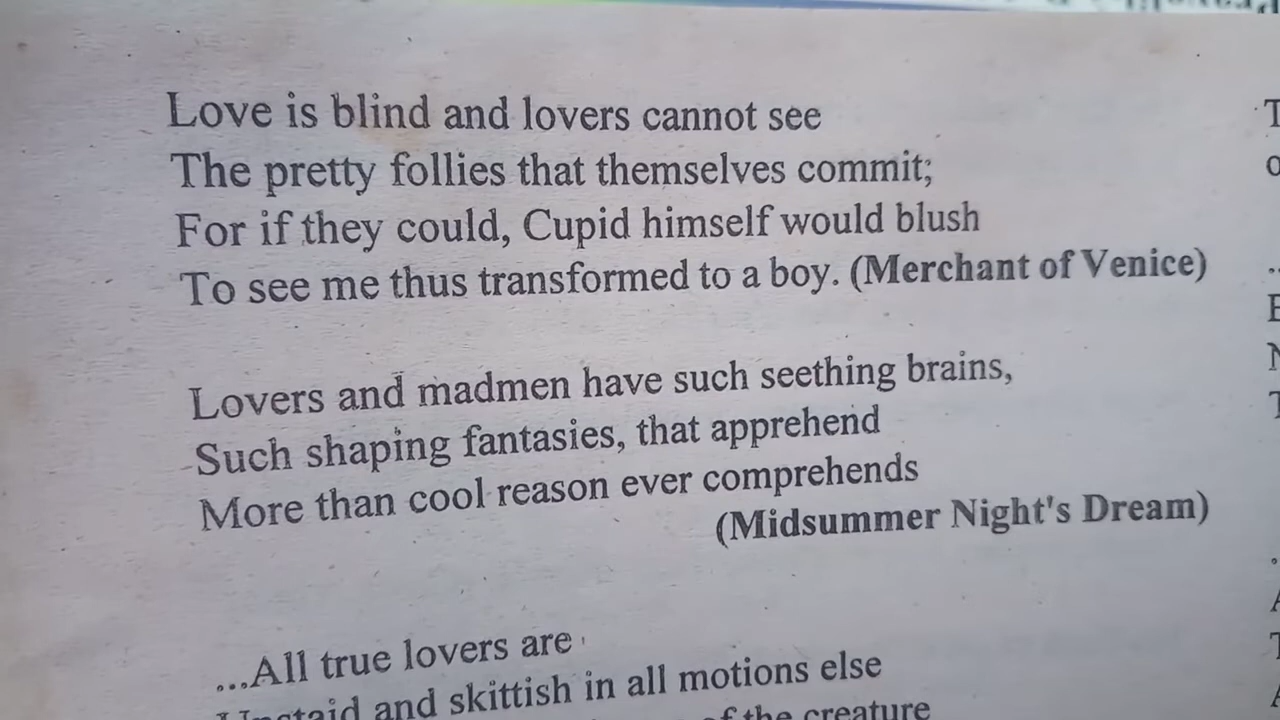 Love is blind and lovers cannot see
The pretty follies that themselves commit;
For if they could, Cupid himself would blush
To see me thus transformed to a boy. (Merchant of Venice)
Lovers and madmen have such seething brains,
Such shaping fantasies, that apprehend
More than cool reason ever comprehends
(Midsummer Night's Dream)
...All true lovers are
Unstaid and skittish in all motions else
of the creature